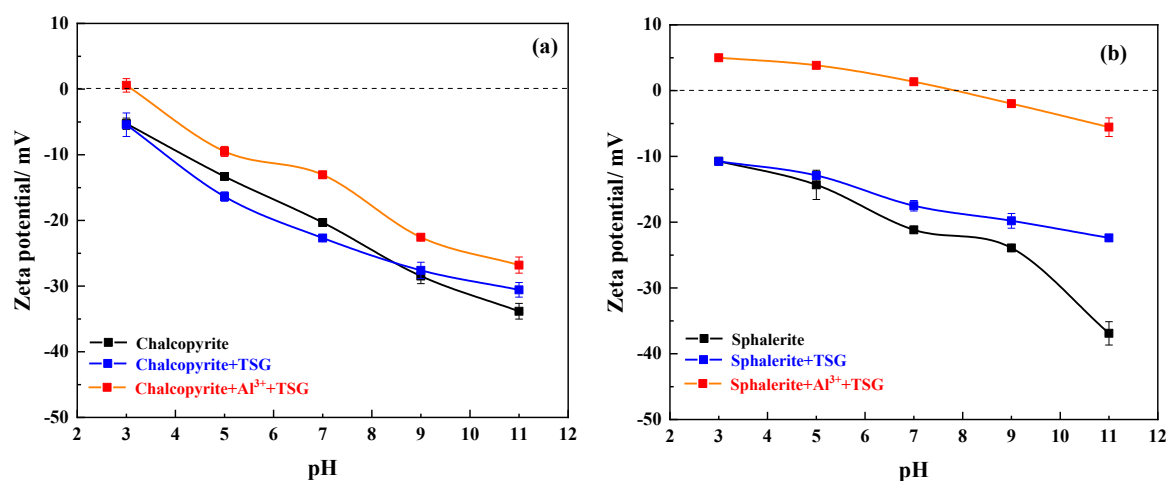 (a)
Zeta potential/ mV
10
0
-10
-20
-30
-40
-50
Chalcopyrite
Chalcopyrite+TSG
Chalcopyrite+Al³⁺+TSG
2 3 4 5 6 7 8 9 10 11 12
pH
(b)
Zeta potential/ mV
10
0
-10
-20
-30
-40
-50
Sphalerite
Sphalerite+TSG
Sphalerite+Al³⁺+TSG
2 3 4 5 6 7 8 9 10 11 12
pH